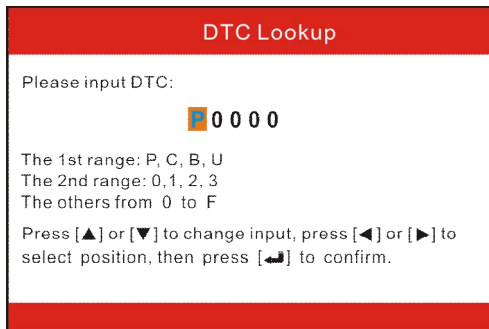 DTC Lookup
Please input DTC:
P0000
The 1st range: P, C, B, U
The 2nd range: 0,1, 2, 3
The others from 0 to F
Press [▲] or [▼] to change input, press [◀] or [▶] to
select position, then press [↵] to confirm.